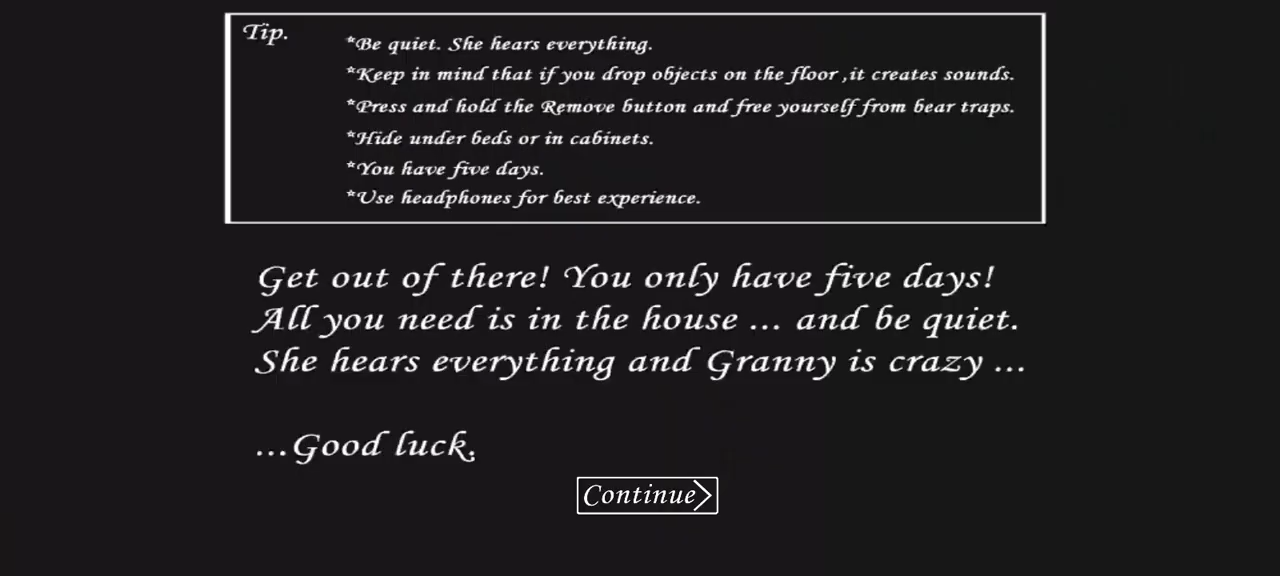 Tip.
*Be quiet. She hears everything.
*Keep in mind that if you drop objects on the floor ,it creates sounds.
*Press and hold the Remove button and free yourself from bear traps.
*Hide under beds or in cabinets.
*You have five days.
*Use headphones for best experience.
Get out of there! You only have five days!
All you need is in the house ... and be quiet.
She hears everything and Granny is crazy ...
...Good luck.
Continue>